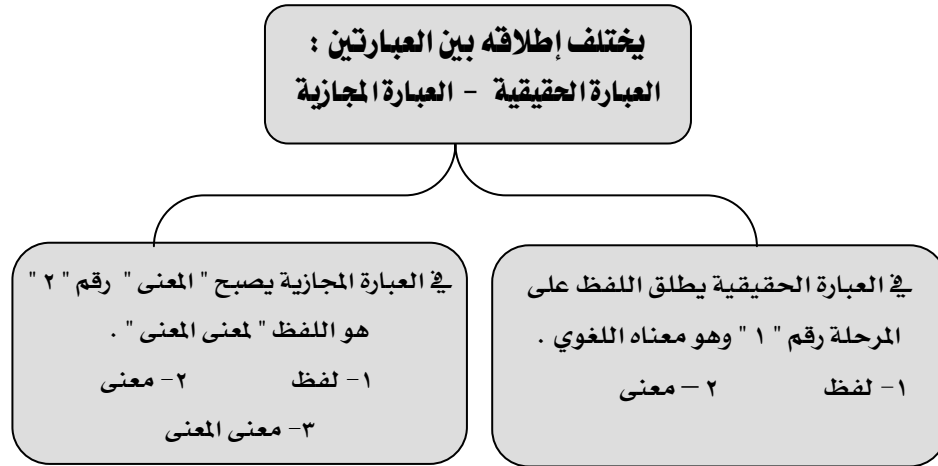 يختلف إطلاقه بين العبارتين :
العبارة الحقيقية - العبارة المجازية
في العبارة الحقيقية يطلق اللفظ على
المرحلة رقم " ١ " وهو معناه اللغوي .
١- لفظ ٢ – معنى
في العبارة المجازية يصبح " المعنى " رقم " ٢ "
هو اللفظ " لمعنى المعنى " .
١- لفظ ٢- معنى
٣- معنى المعنى